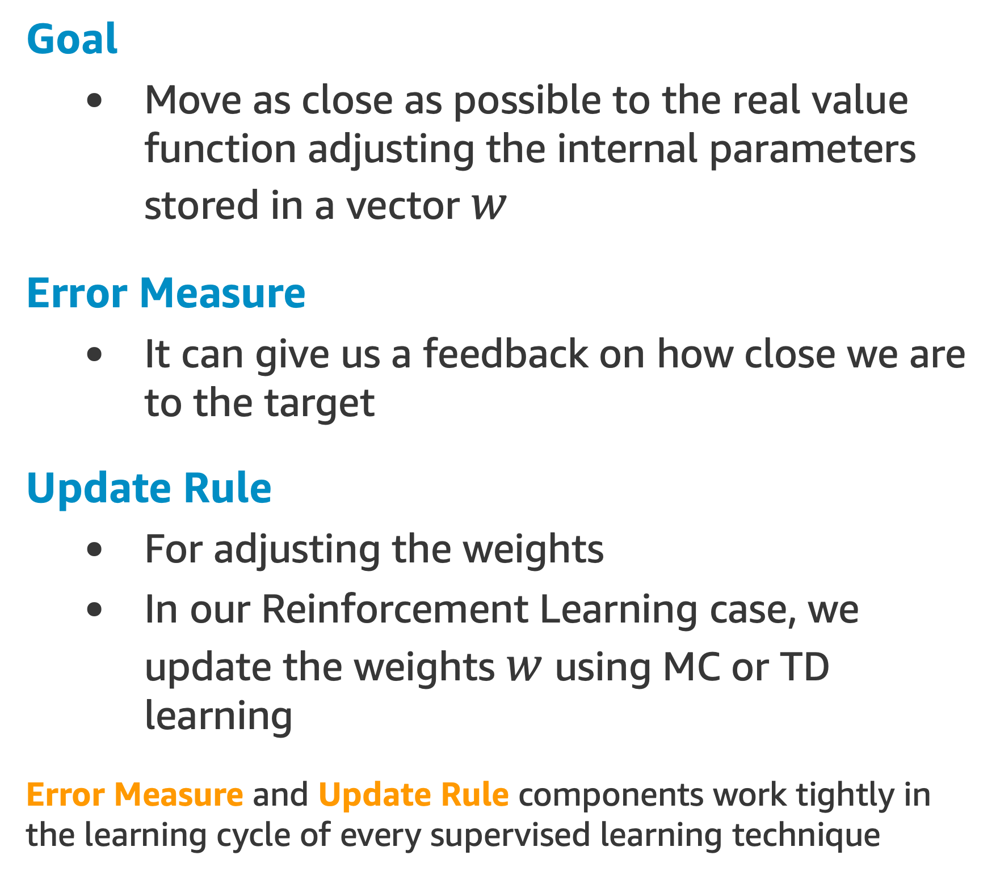 Goal
• Move as close as possible to the real value
function adjusting the internal parameters
stored in a vector w
Error Measure
• It can give us a feedback on how close we are
to the target
Update Rule
• For adjusting the weights
• In our Reinforcement Learning case, we
update the weights w using MC or TD
learning
Error Measure and Update Rule components work tightly in
the learning cycle of every supervised learning technique